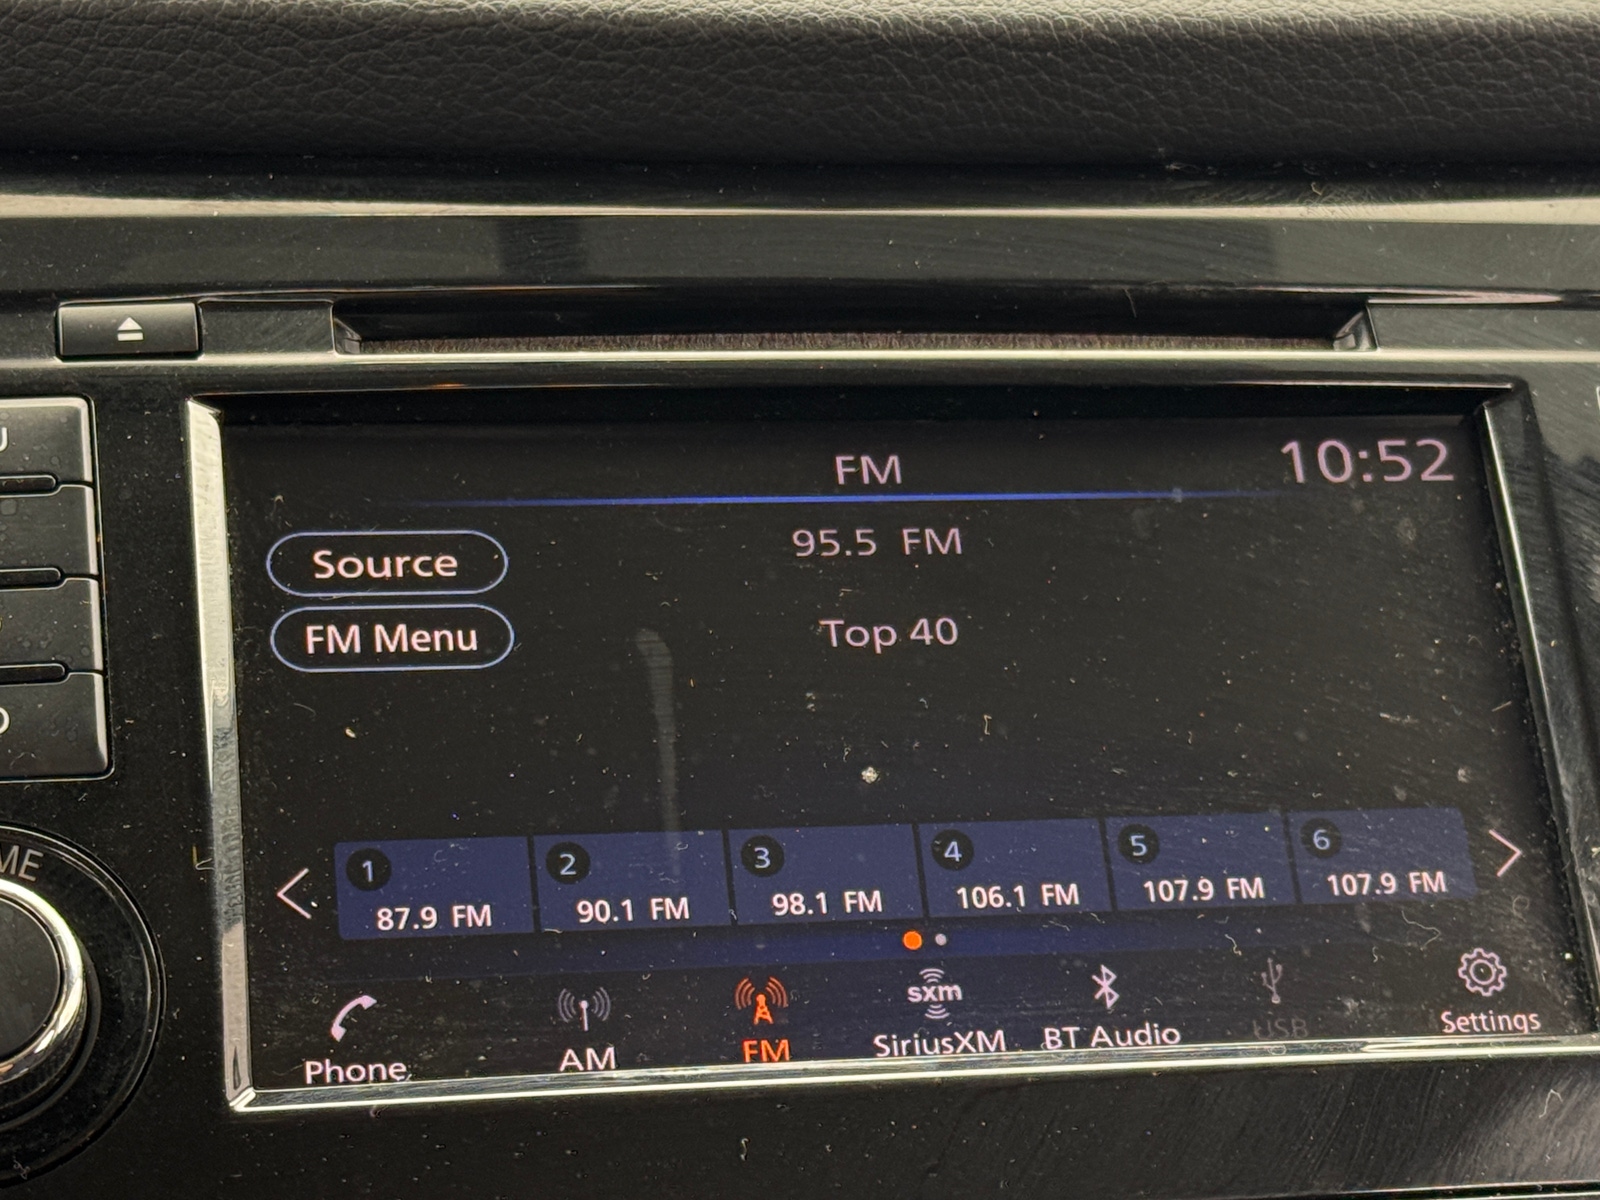 FM
10:52
95.5 FM
Source
Top 40
FM Menu
1
2
3
4
5
6
87.9 FM
90.1 FM
98.1 FM
106.1 FM
107.9 FM
107.9 FM
sxm
Phone
AM
FM
SiriusXM
BT Audio
USB
Settings